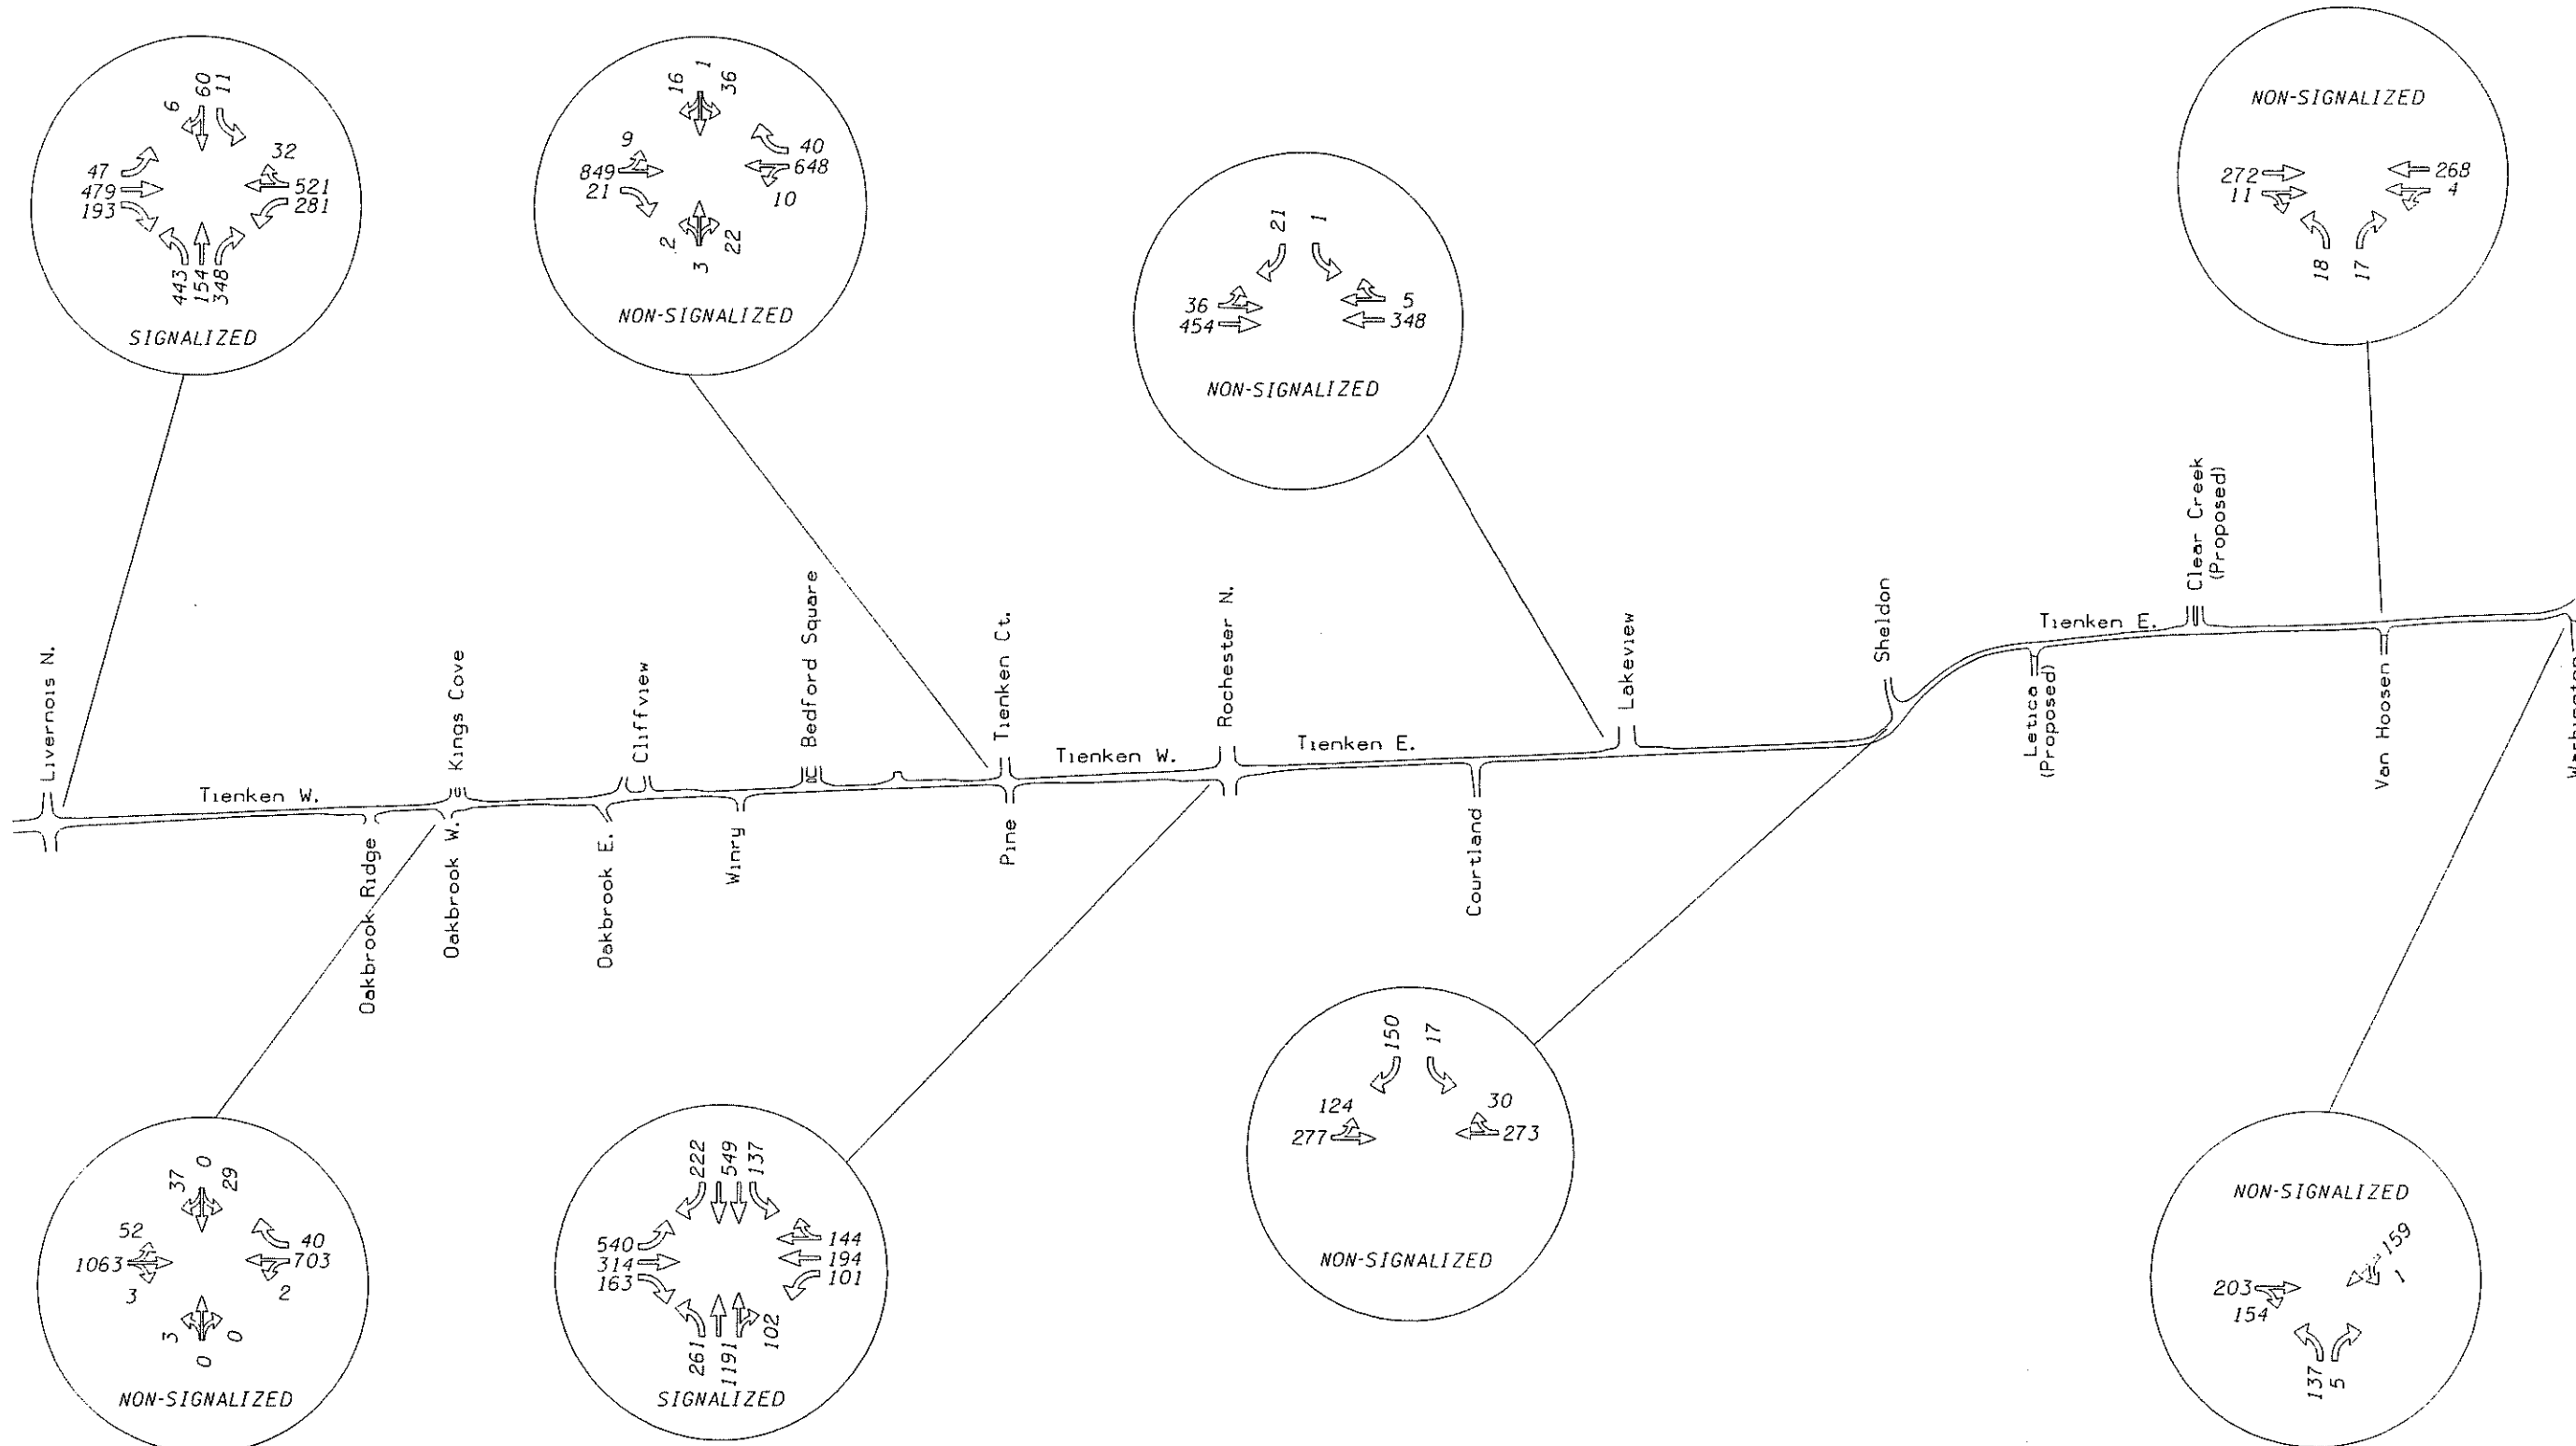 6
60
11
32
47
479
193
521
281
443
154
348
SIGNALIZED
16
1
36
9
849
21
40
648
10
2
3
22
NON-SIGNALIZED
21
1
36
454
5
348
NON-SIGNALIZED
NON-SIGNALIZED
272
11
268
4
18
17
Livernois N.
Tienken W.
Kings Cove
Cliffview
Bedford Square
Tienken Ct.
Tienken W.
Rochester N.
Tienken E.
Lakeview
Sheldon
Tienken E.
Clear Creek
(Proposed)
Oakbrook Ridge
Oakbrook W.
Oakbrook E.
Winry
Pine
Courtland
Letica
(Proposed)
Van Hoosen
37
0
29
52
1063
3
40
703
2
3
0
0
NON-SIGNALIZED
222
549
137
540
314
163
144
194
101
261
1191
102
SIGNALIZED
150
17
124
277
30
273
NON-SIGNALIZED
NON-SIGNALIZED
159
1
203
154
137
5